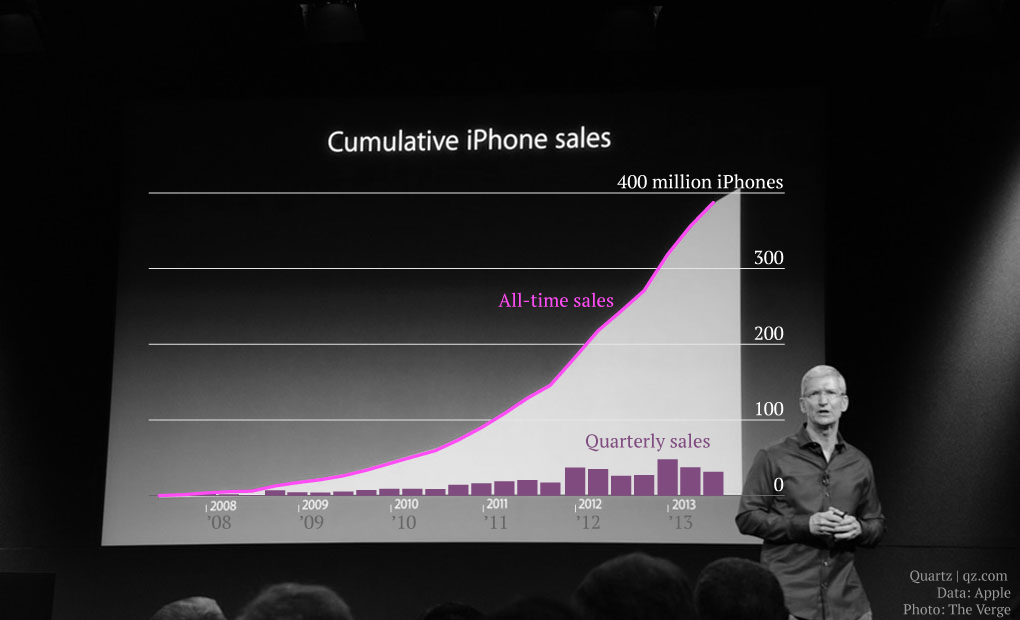 Cumulative iPhone sales
400 million iPhones
300
All-time sales
200
100
Quarterly sales
0
2008 2009 2010 2011 2012 2013
’08 ’09 ’10 ’11 ’12 ’13
Quartz | qz.com
Data: Apple
Photo: The Verge